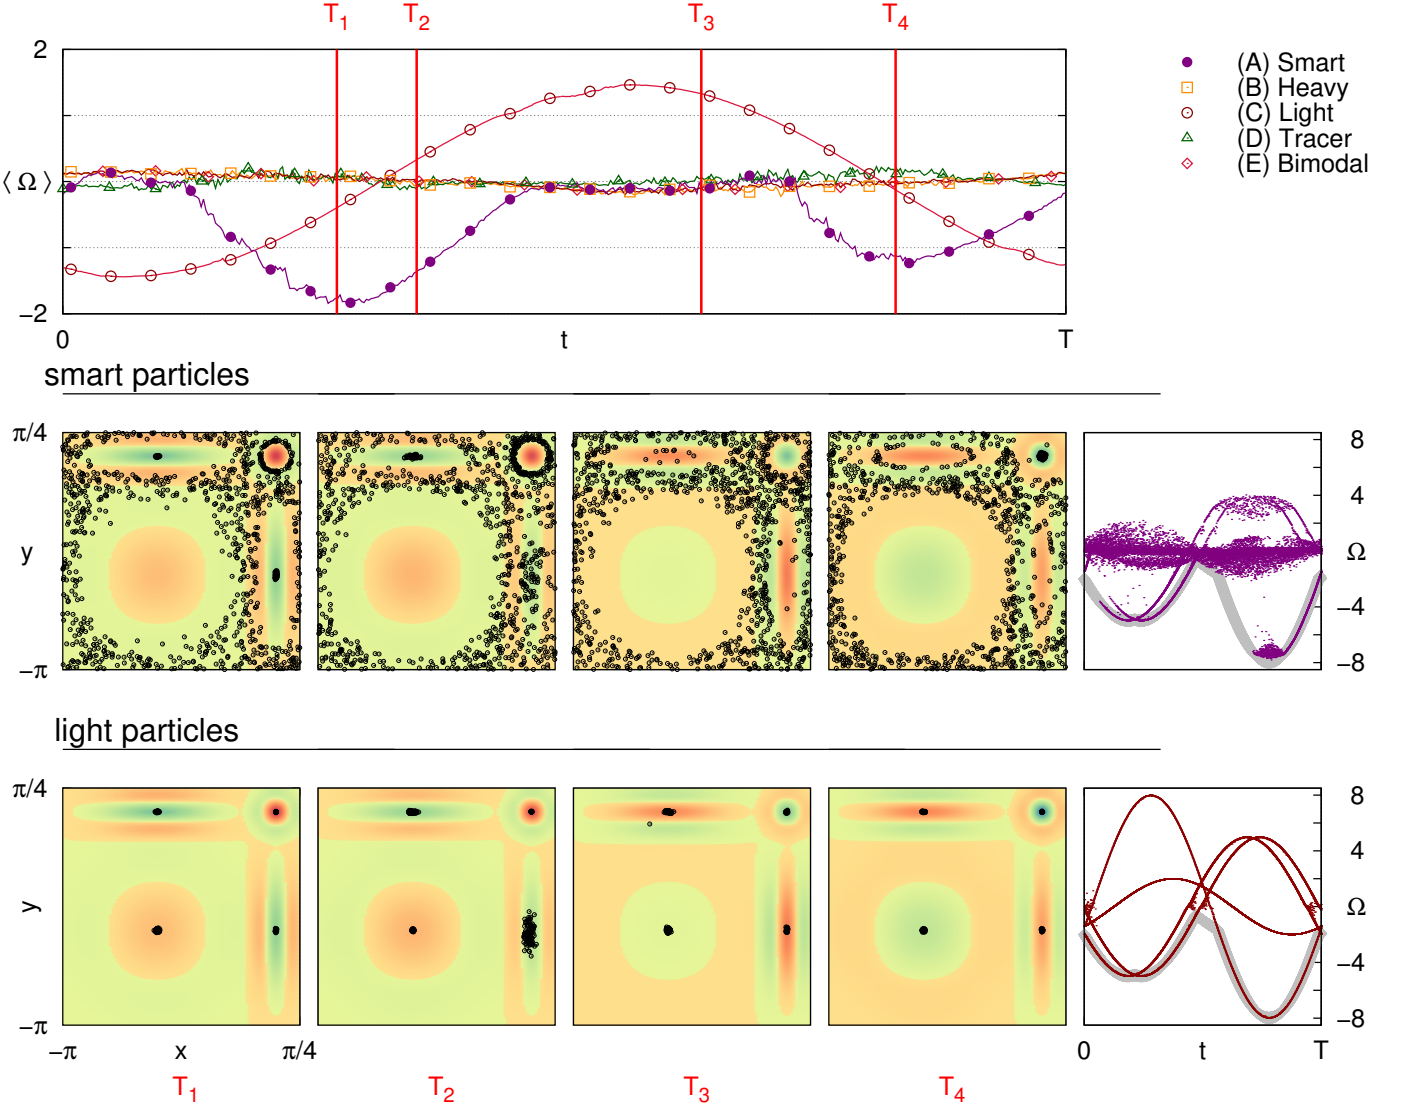 T1 T2 T3 T4
2
⟨ Ω ⟩
−2
0 t T
(A) Smart
(B) Heavy
(C) Light
(D) Tracer
(E) Bimodal
smart particles
π/4
y
−π
8
4
Ω
−4
−8
light particles
π/4
y
−π
−π x π/4
8
4
Ω
−4
−8
0 t T
T1 T2 T3 T4